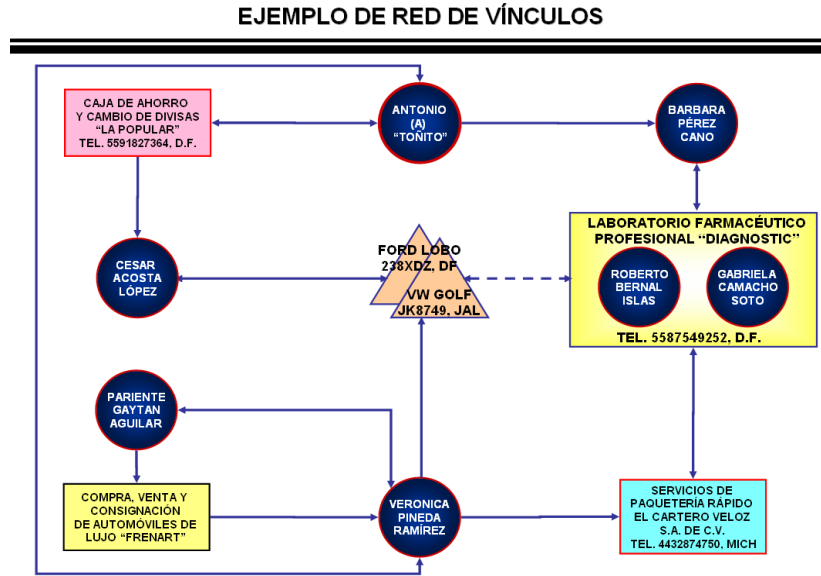 EJEMPLO DE RED DE VÍNCULOS
CAJA DE AHORRO
Y CAMBIO DE DIVISAS
“LA POPULAR”
TEL. 5591827364, D.F.
ANTONIO
(A)
“TOÑITO”
BARBARA
PÉREZ
CANO
CESAR
ACOSTA
LÓPEZ
FORD LOBO
238XDZ, DF
VW GOLF
JK8749, JAL
LABORATORIO FARMACÉUTICO
PROFESIONAL “DIAGNOSTIC”
ROBERTO
BERNAL
ISLAS
GABRIELA
CAMACHO
SOTO
TEL. 5587549252, D.F.
PARIENTE
GAYTAN
AGUILAR
COMPRA, VENTA Y
CONSIGNACIÓN
DE AUTOMÓVILES DE
LUJO “FRENART”
VERONICA
PINEDA
RAMÍREZ
SERVICIOS DE
PAQUETERÍA RÁPIDO
EL CARTERO VELOZ
S.A. DE C.V.
TEL. 4432874750, MICH